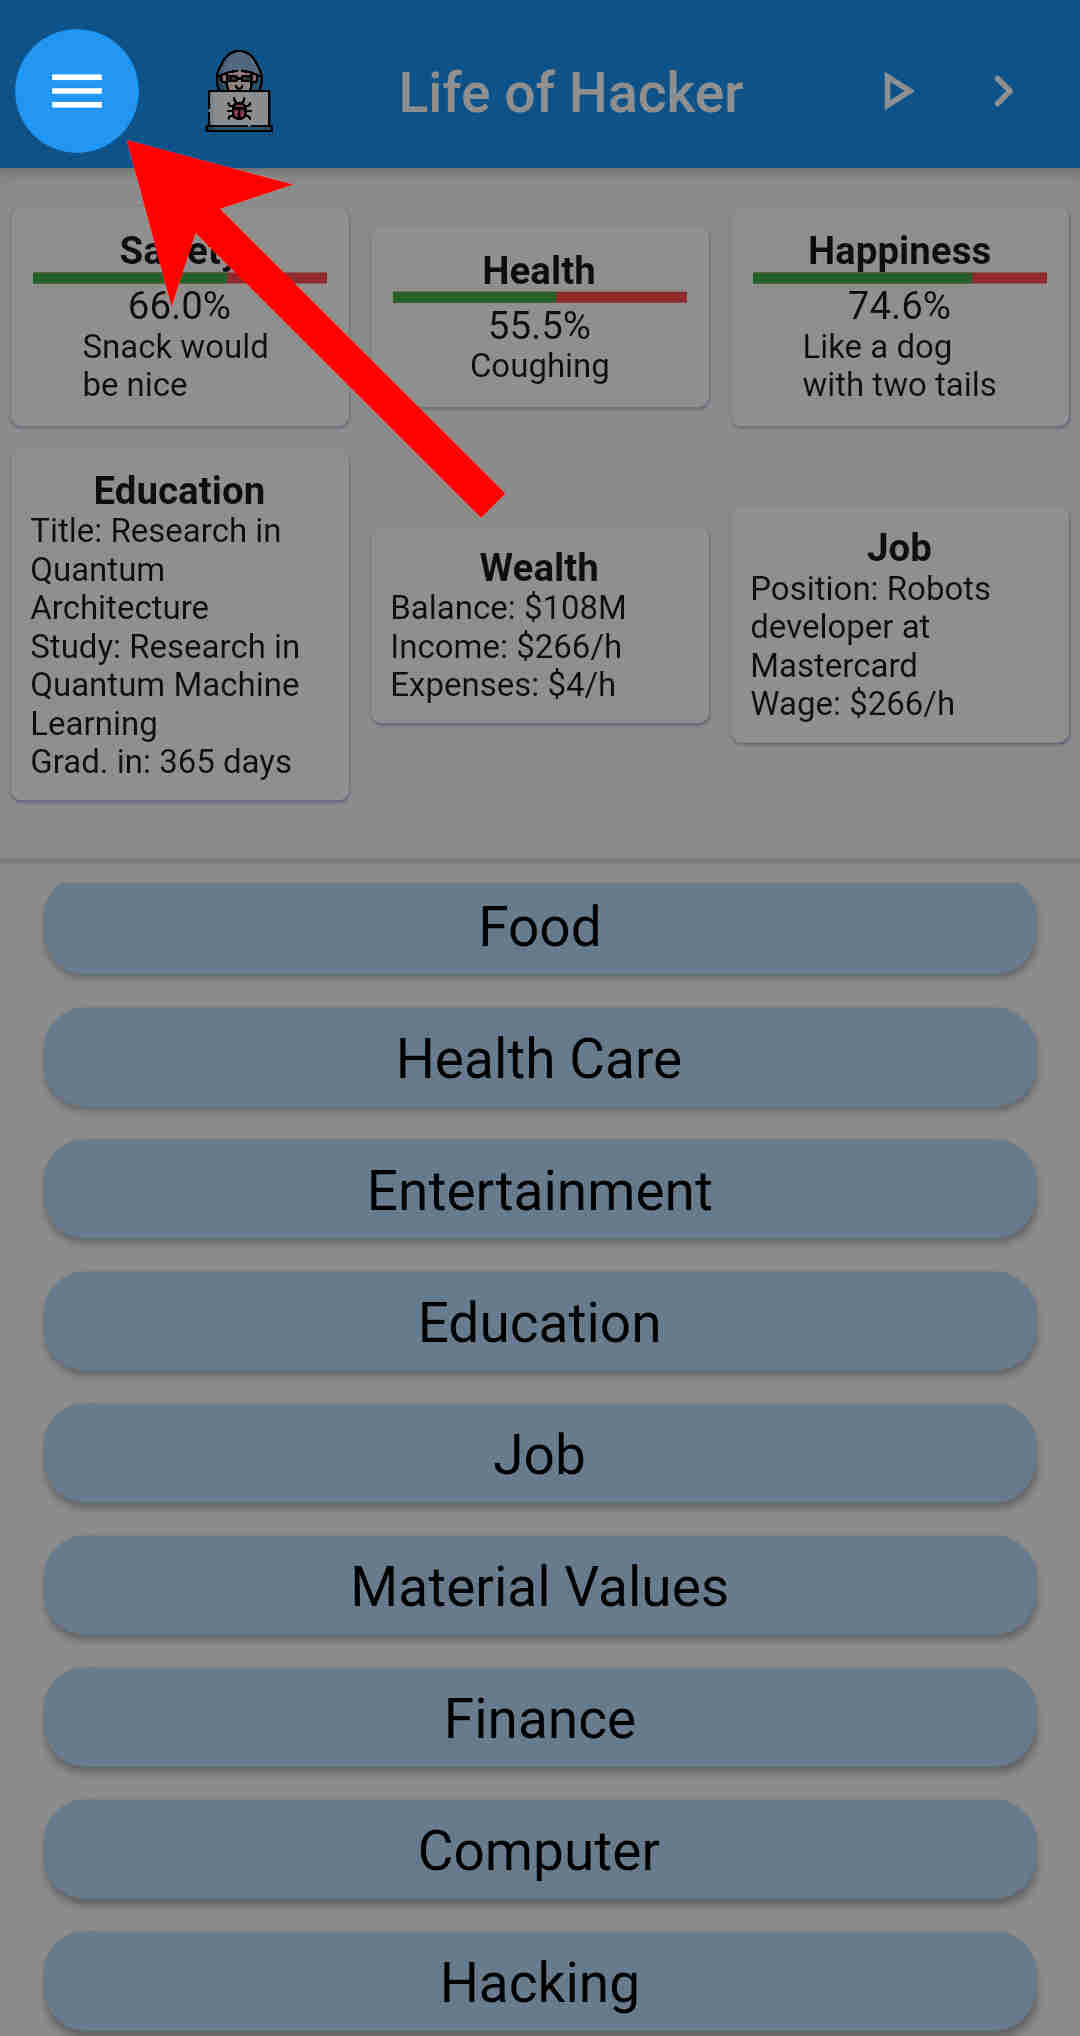 Life of Hacker
66.0%
Snack would
be nice
Health
55.5%
Coughing
Happiness
74.6%
Like a dog
with two tails
Education
Title: Research in
Quantum
Architecture
Study: Research in
Quantum Machine
Learning
Grad. in: 365 days
Wealth
Balance: $108M
Income: $266/h
Expenses: $4/h
Job
Position: Robots
developer at
Mastercard
Wage: $266/h
Food
Health Care
Entertainment
Education
Job
Material Values
Finance
Computer
Hacking